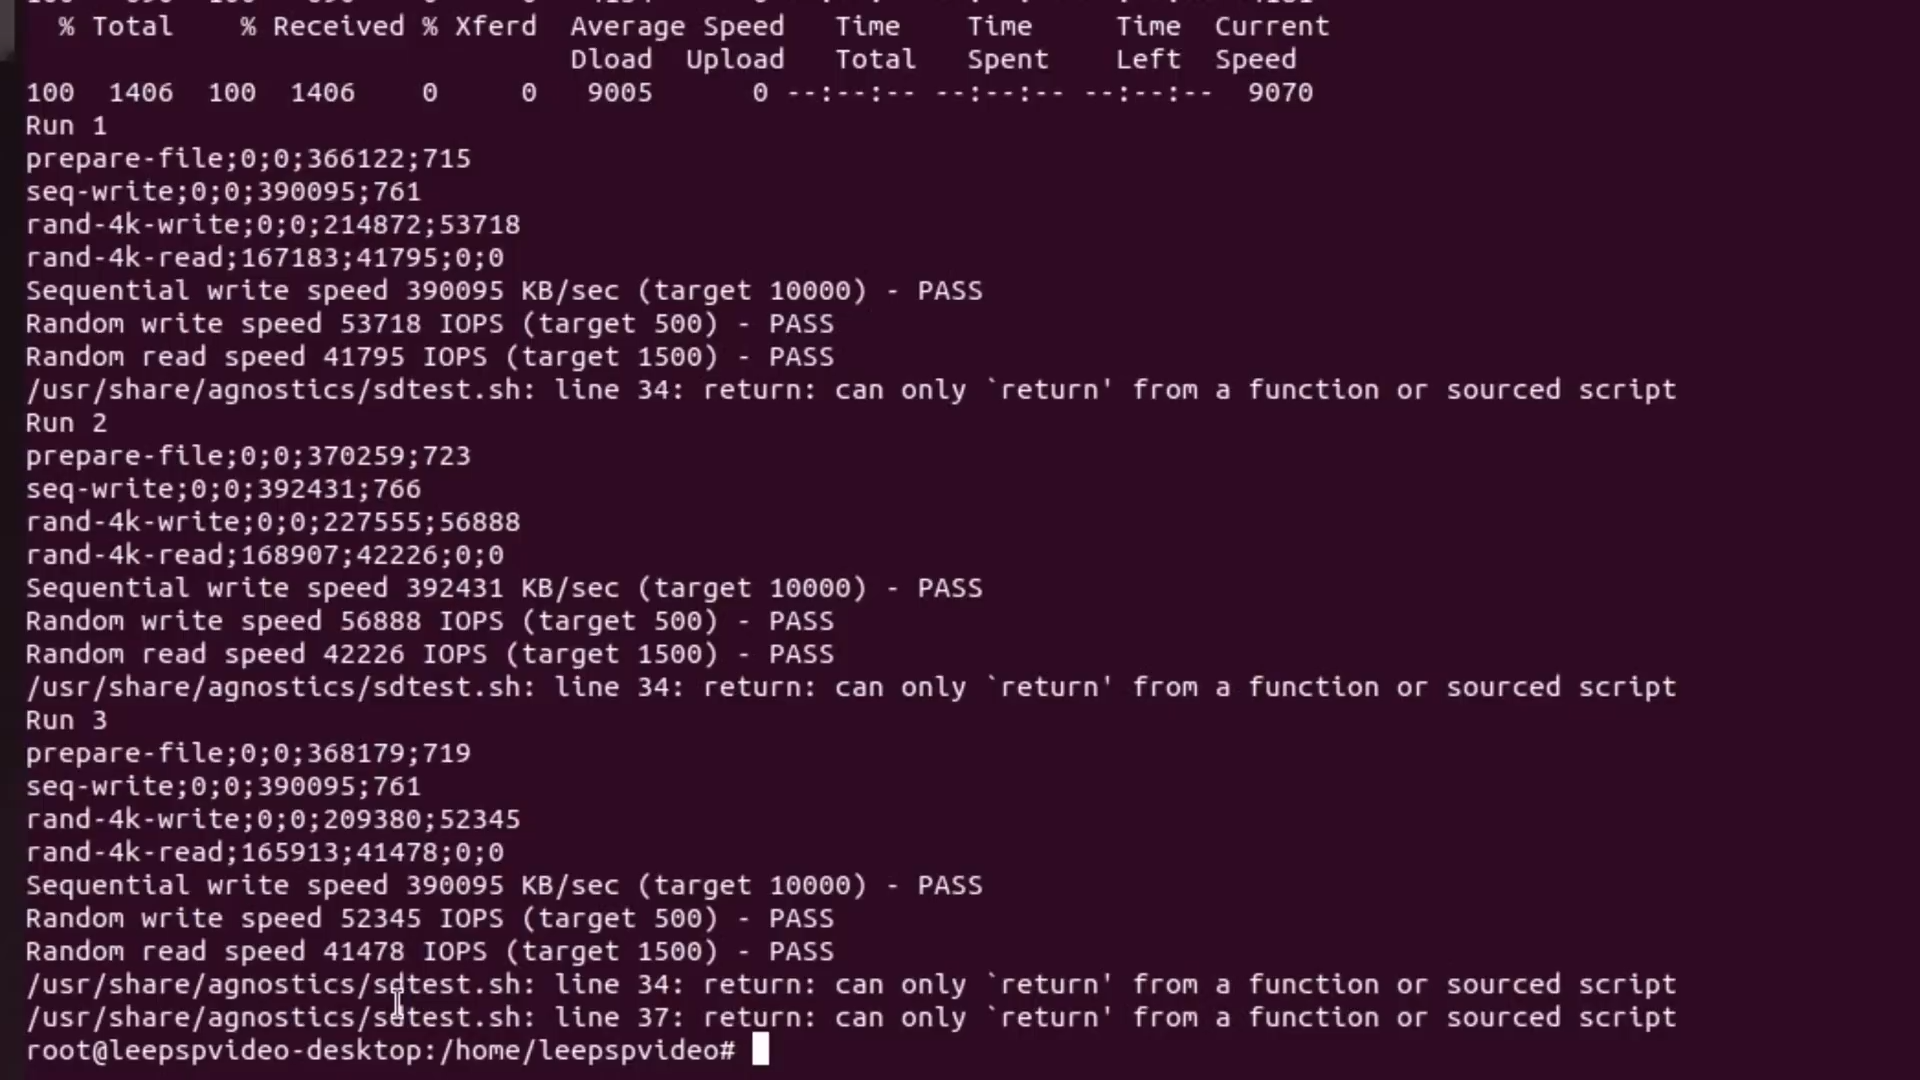 % Total % Received % Xferd Average Speed Time Time Time Current
Dload Upload Total Spent Left Speed
100 1406 100 1406 0 0 9005 0 --:--:-- --:--:-- --:--:-- 9070
Run 1
prepare-file;0;0;366122;715
seq-write;0;0;390095;761
rand-4k-write;0;0;214872;53718
rand-4k-read;167183;41795;0;0
Sequential write speed 390095 KB/sec (target 10000) - PASS
Random write speed 53718 IOPS (target 500) - PASS
Random read speed 41795 IOPS (target 1500) - PASS
/usr/share/agnostics/sdtest.sh: line 34: return: can only `return' from a function or sourced script
Run 2
prepare-file;0;0;370259;723
seq-write;0;0;392431;766
rand-4k-write;0;0;227555;56888
rand-4k-read;168907;42226;0;0
Sequential write speed 392431 KB/sec (target 10000) - PASS
Random write speed 56888 IOPS (target 500) - PASS
Random read speed 42226 IOPS (target 1500) - PASS
/usr/share/agnostics/sdtest.sh: line 34: return: can only `return' from a function or sourced script
Run 3
prepare-file;0;0;368179;719
seq-write;0;0;390095;761
rand-4k-write;0;0;209380;52345
rand-4k-read;165913;41478;0;0
Sequential write speed 390095 KB/sec (target 10000) - PASS
Random write speed 52345 IOPS (target 500) - PASS
Random read speed 41478 IOPS (target 1500) - PASS
/usr/share/agnostics/sdtest.sh: line 34: return: can only `return' from a function or sourced script
/usr/share/agnostics/sdtest.sh: line 37: return: can only `return' from a function or sourced script
root@leepspvideo-desktop:/home/leepspvideo#